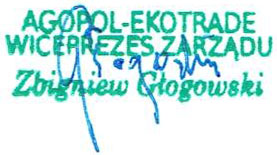 AGOPOL-EKOTRADE
WICEPREZES ZARZĄDU
Zbigniew Głogowski